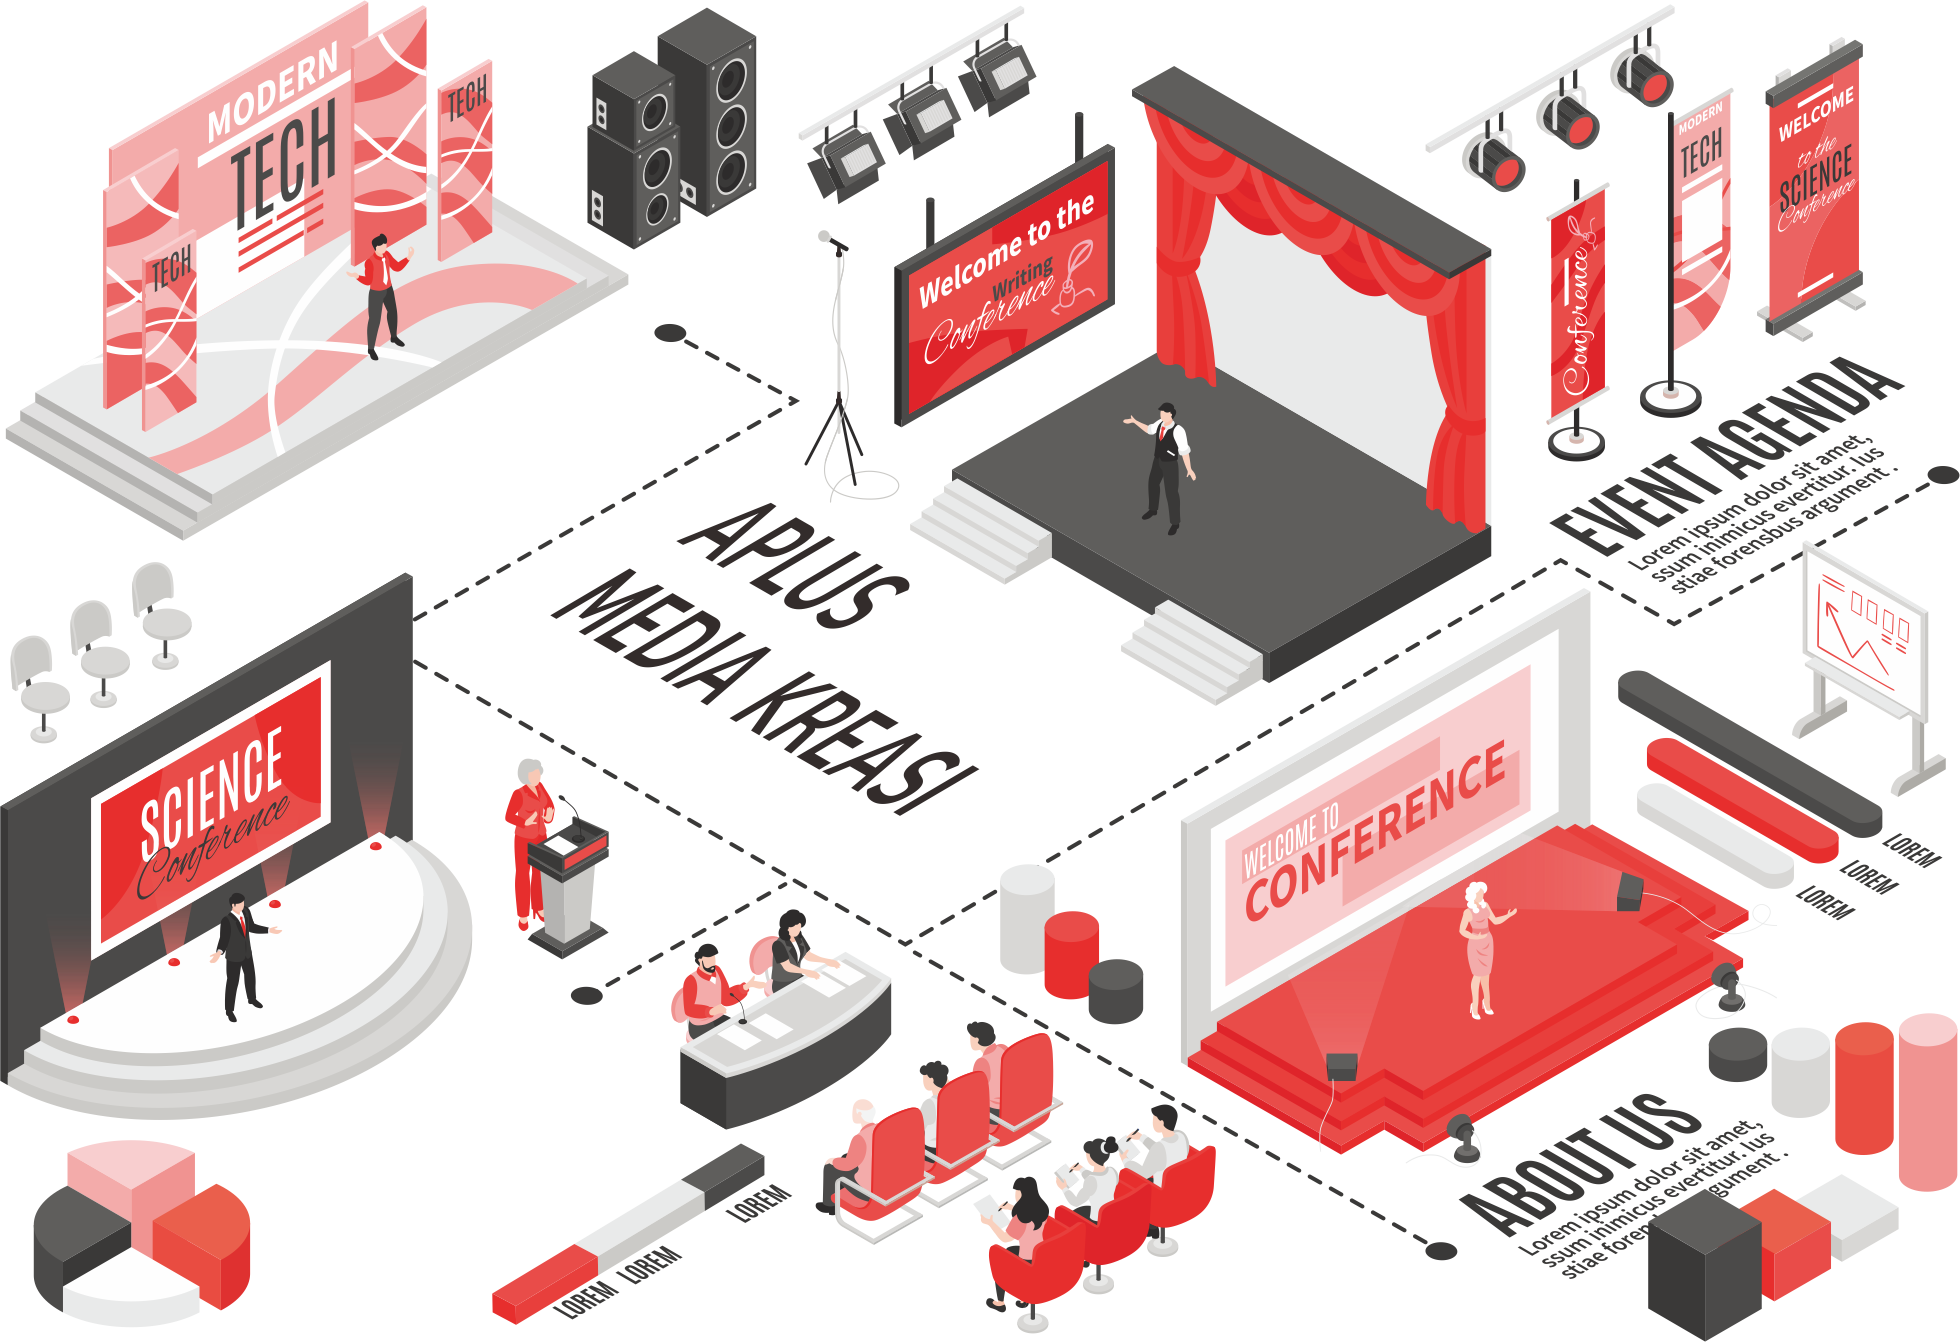 MODERN
TECH
TECH
TECH
Welcome to the
Writing
Conference
Conference
MODERN
TECH
WELCOME
to the
SCIENCE
Conference
EVENT AGENDA
Lorem ipsum dolor sit amet,
ssum inimicus evertitur. Ius
stiae forensbus argument .
APLUS
MEDIA KREASI
SCIENCE
Conference
WELCOME TO
CONFERENCE
LOREM
LOREM
LOREM
ABOUT US
Lorem ipsum dolor sit amet,
ssum inimicus evertitur. Ius
LOREM
LOREM
LOREM